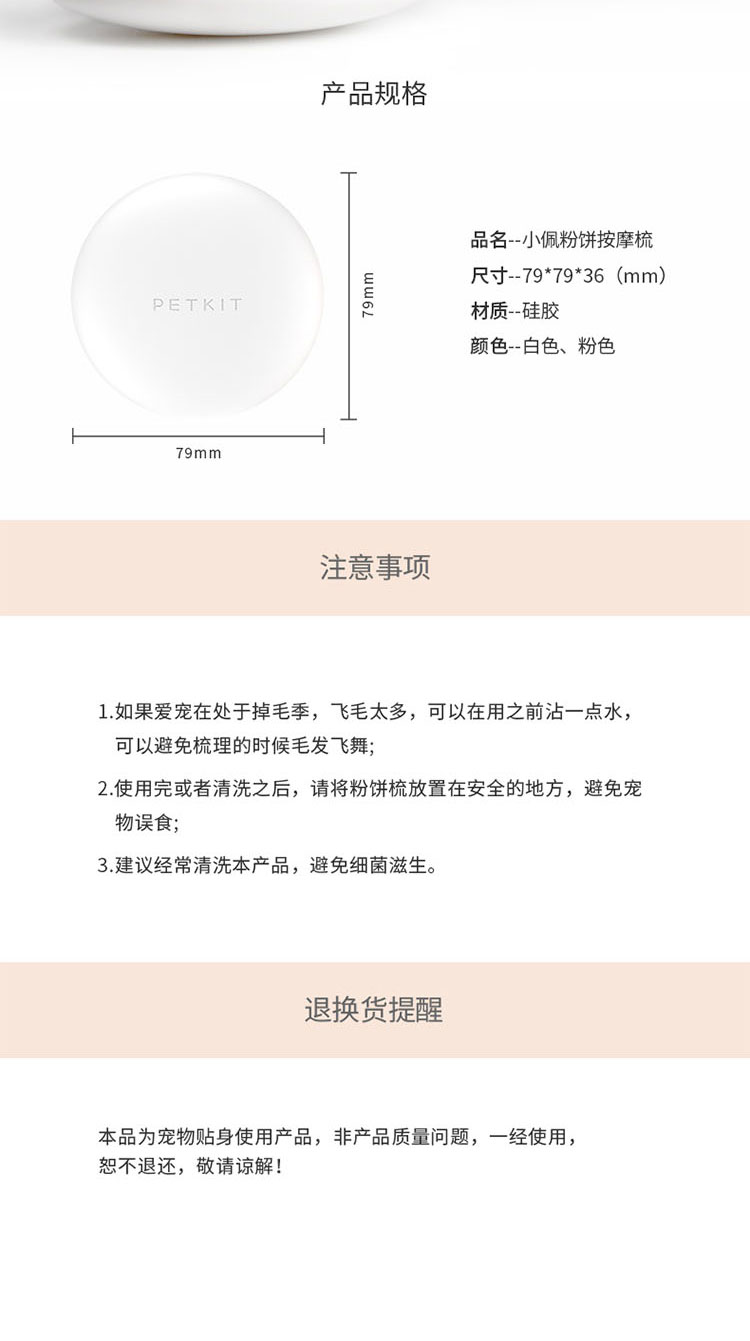 产品规格
PETKIT
79mm
79mm
品名--小佩粉饼按摩梳
尺寸--79*79*36（mm）
材质--硅胶
颜色--白色、粉色
注意事项
1.如果爱宠在处于掉毛季，飞毛太多，可以在用之前沾一点水，
可以避免梳理的时候毛发飞舞;
2.使用完或者清洗之后，请将粉饼梳放置在安全的地方，避免宠
物误食;
3.建议经常清洗本产品，避免细菌滋生。
退换货提醒
本品为宠物贴身使用产品，非产品质量问题，一经使用，
恕不退还，敬请谅解！